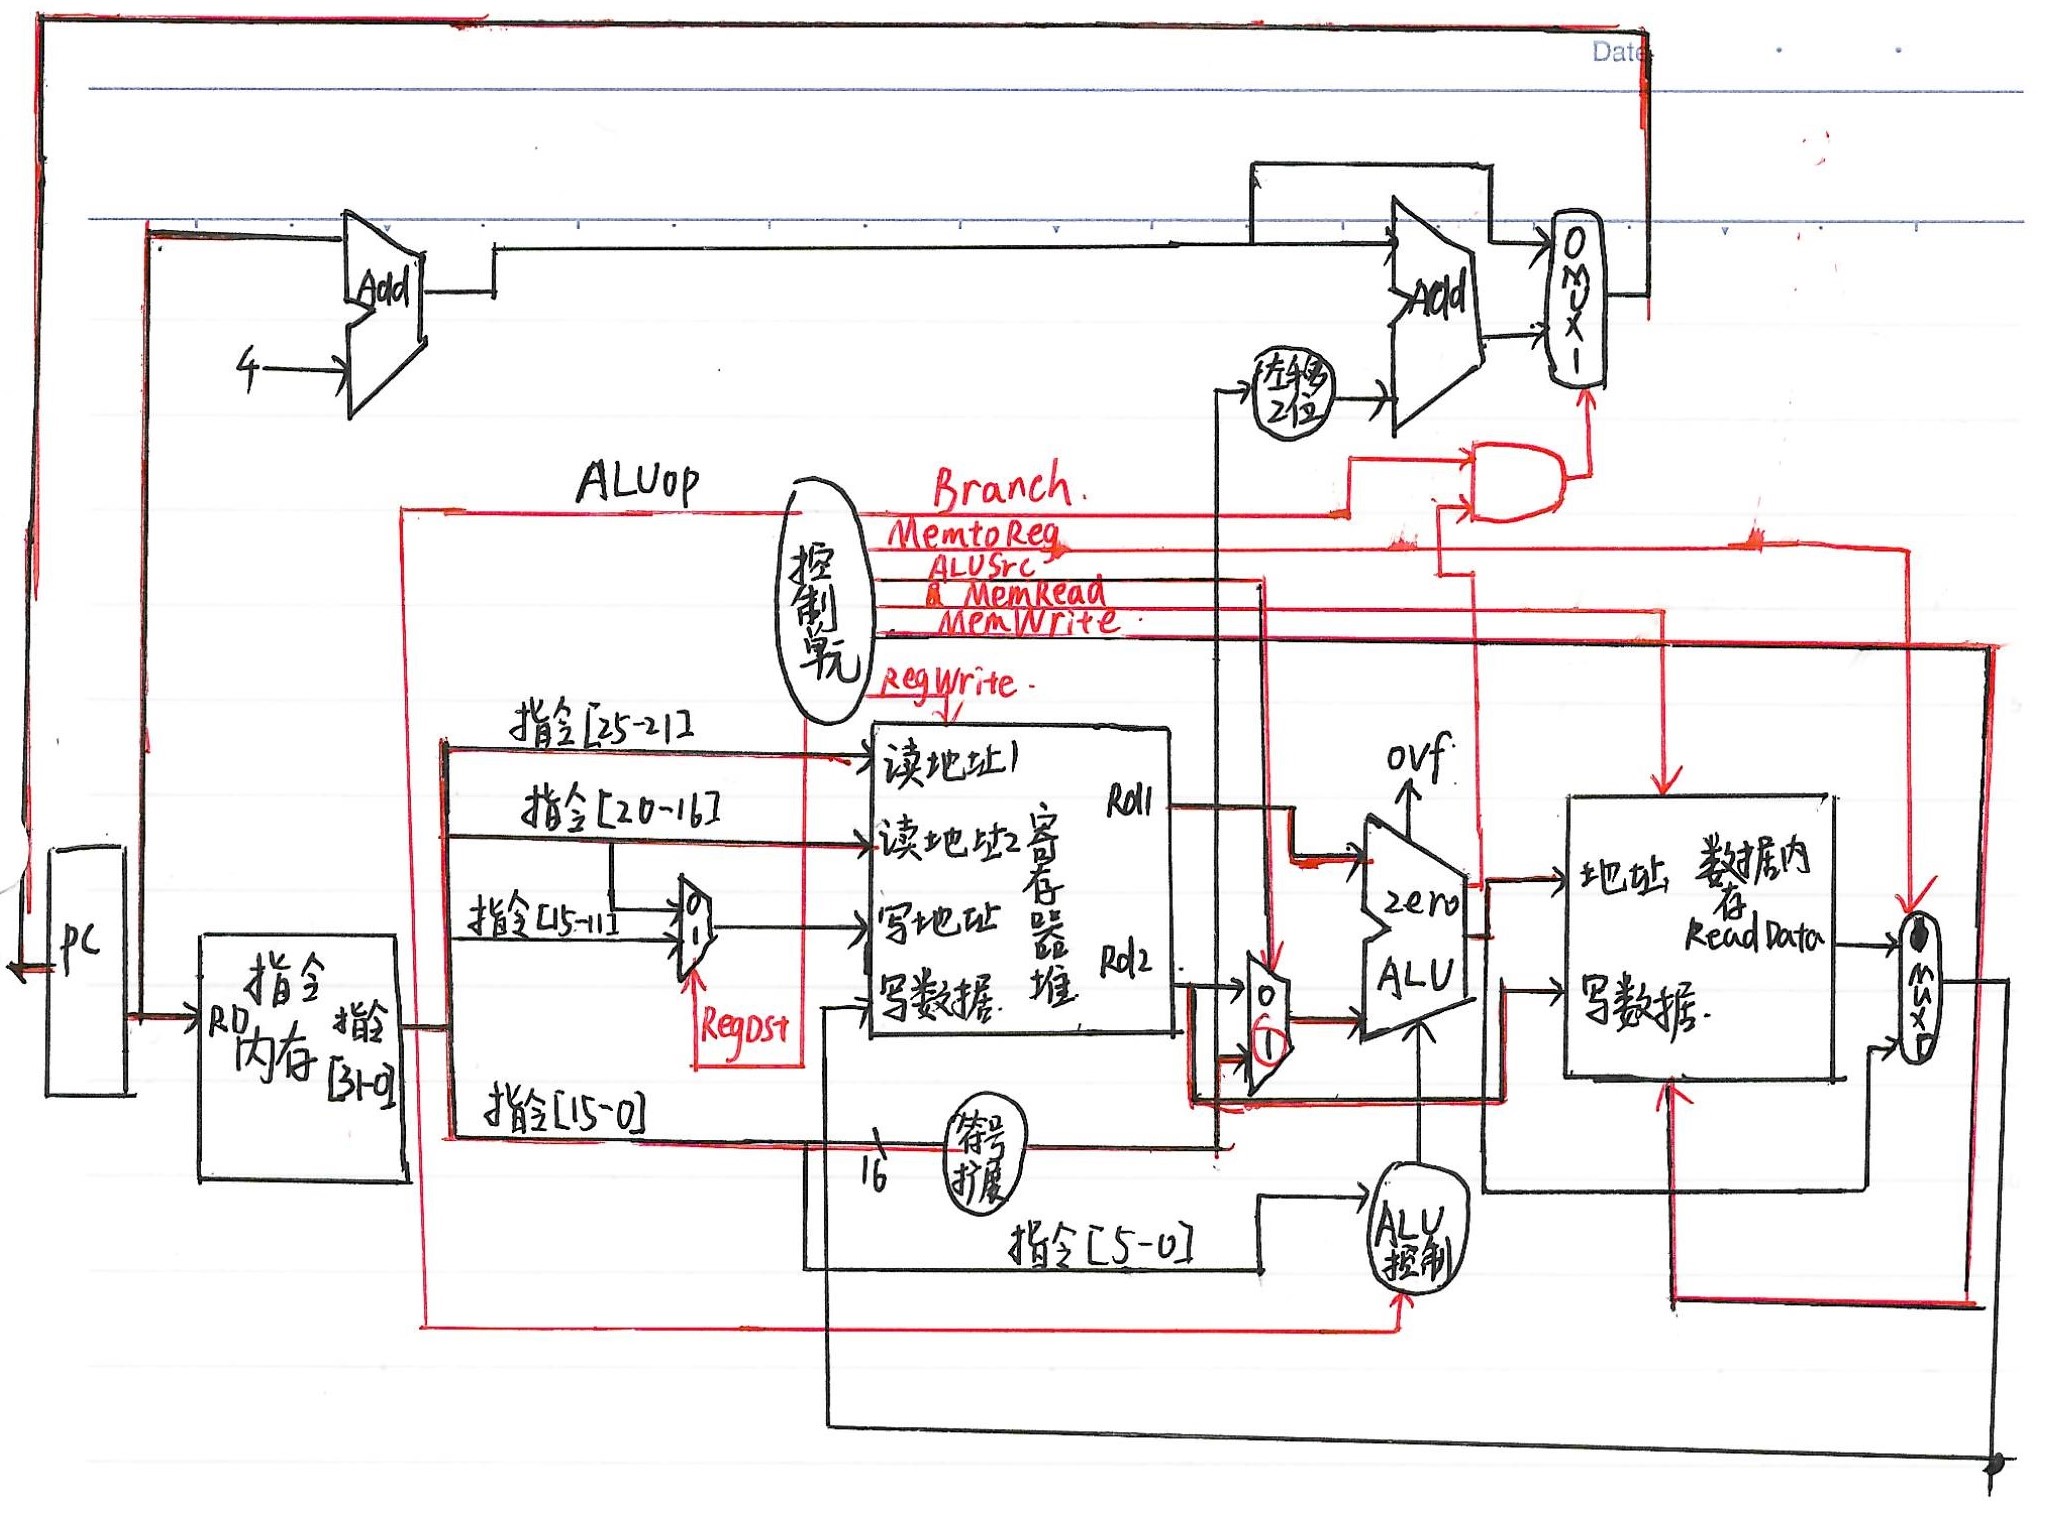 Date
Add
4
Add
0
MUX
1
左移
2位
ALUop
Branch.
MemtoReg
ALUSrc
MemRead
MemWrite.
RegWrite.
控制单元
指令[25-21]
指令[20-16]
指令[15-11]
0
1
RegDst
读地址1
读地址2
写地址
写数据.
寄存器堆
Rd1
Rd2
0
1
ovf.
zero
ALU
地址
数据内存
Read Data
写数据.
mux
PC
RD
指令
内存
指令
[31-0]
指令[15-0]
16
符号
扩展
指令[5-0]
ALU
控制